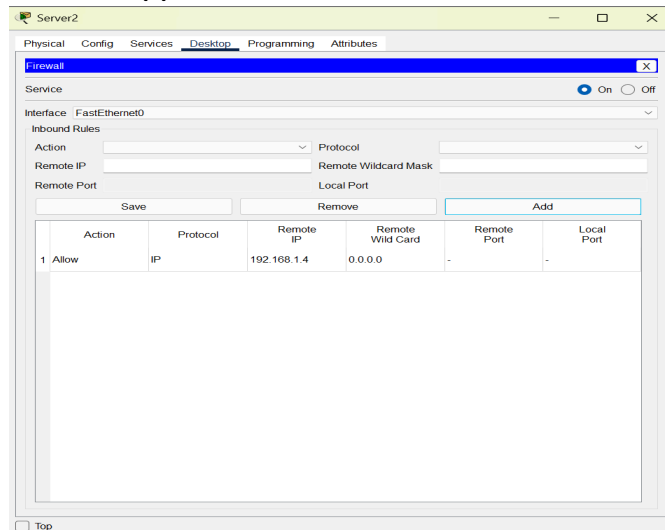 Server2
Physical Config Services Desktop Programming Attributes
Firewall X
Service On Off
Interface FastEthernet0
Inbound Rules
Action Protocol
Remote IP Remote Wildcard Mask
Remote Port Local Port
Save Remove Add
Action Protocol Remote IP Remote Wild Card Remote Port Local Port
1 Allow IP 192.168.1.4 0.0.0.0 - -
Top